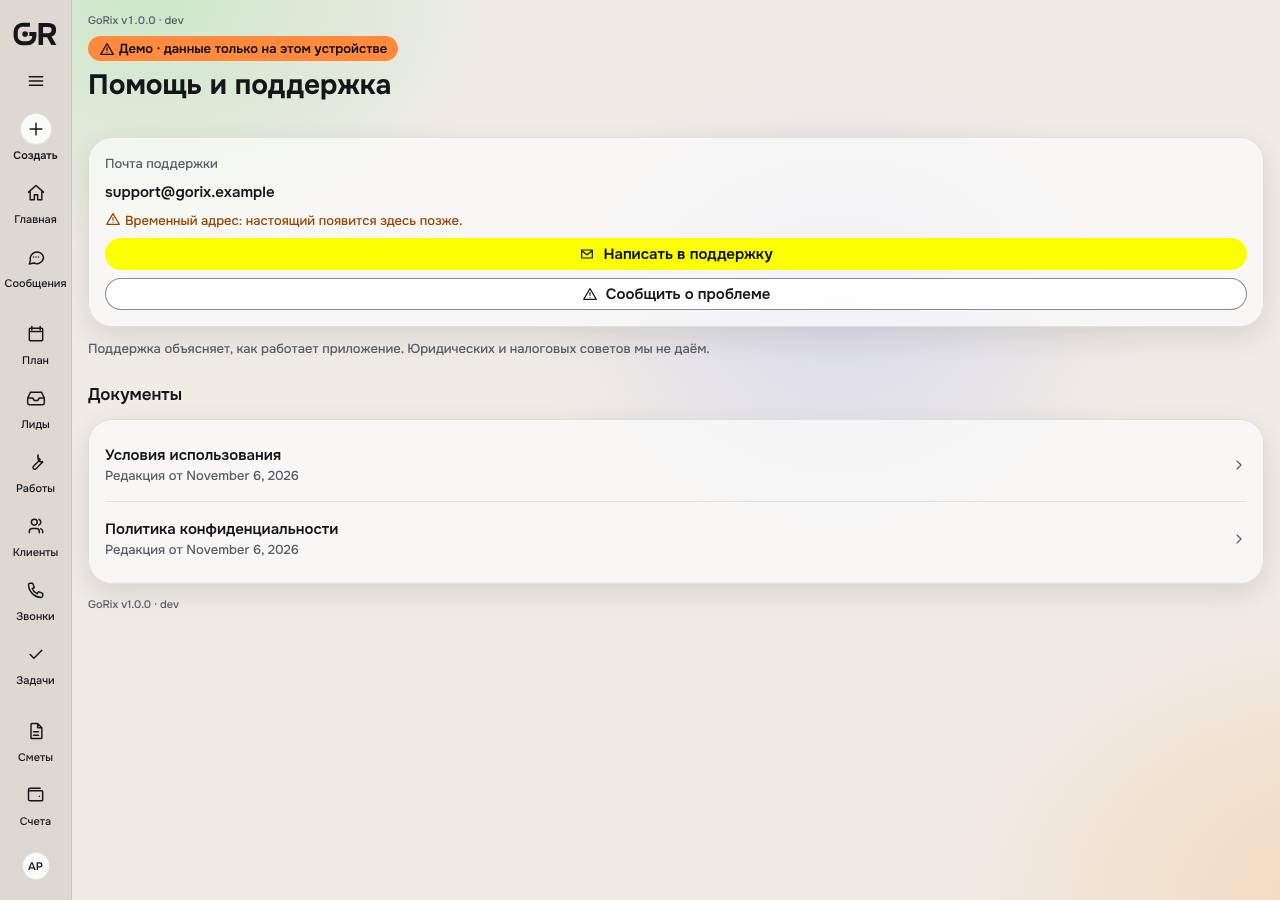 GR
Создать
Главная
Сообщения
План
Лиды
Работы
Клиенты
Звонки
Задачи
Сметы
Счета
AP
GoRix v1.0.0 · dev
Демо · данные только на этом устройстве
Помощь и поддержка
Почта поддержки
support@gorix.example
Временный адрес: настоящий появится здесь позже.
Написать в поддержку
Сообщить о проблеме
Поддержка объясняет, как работает приложение. Юридических и налоговых советов мы не даём.
Документы
Условия использования
Редакция от November 6, 2026
Политика конфиденциальности
Редакция от November 6, 2026
GoRix v1.0.0 · dev